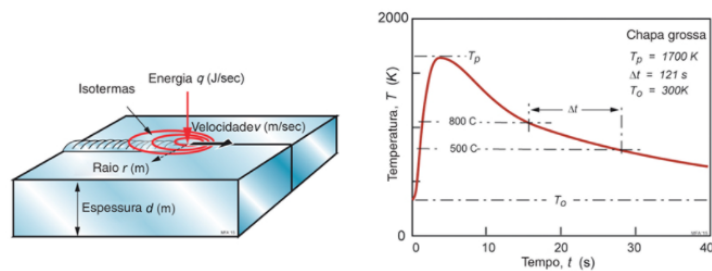 Energia q (J/sec)
Isotermas
Velocidadev (m/sec)
Raio r (m)
Espessura d (m)
2000
Chapa grossa
Tp = 1700 K
Δt = 121 s
To = 300K
Tp
Δt
800 C
500 C
To
Temperatura, T (K)
0
0
10
20
30
40
Tempo, t (s)